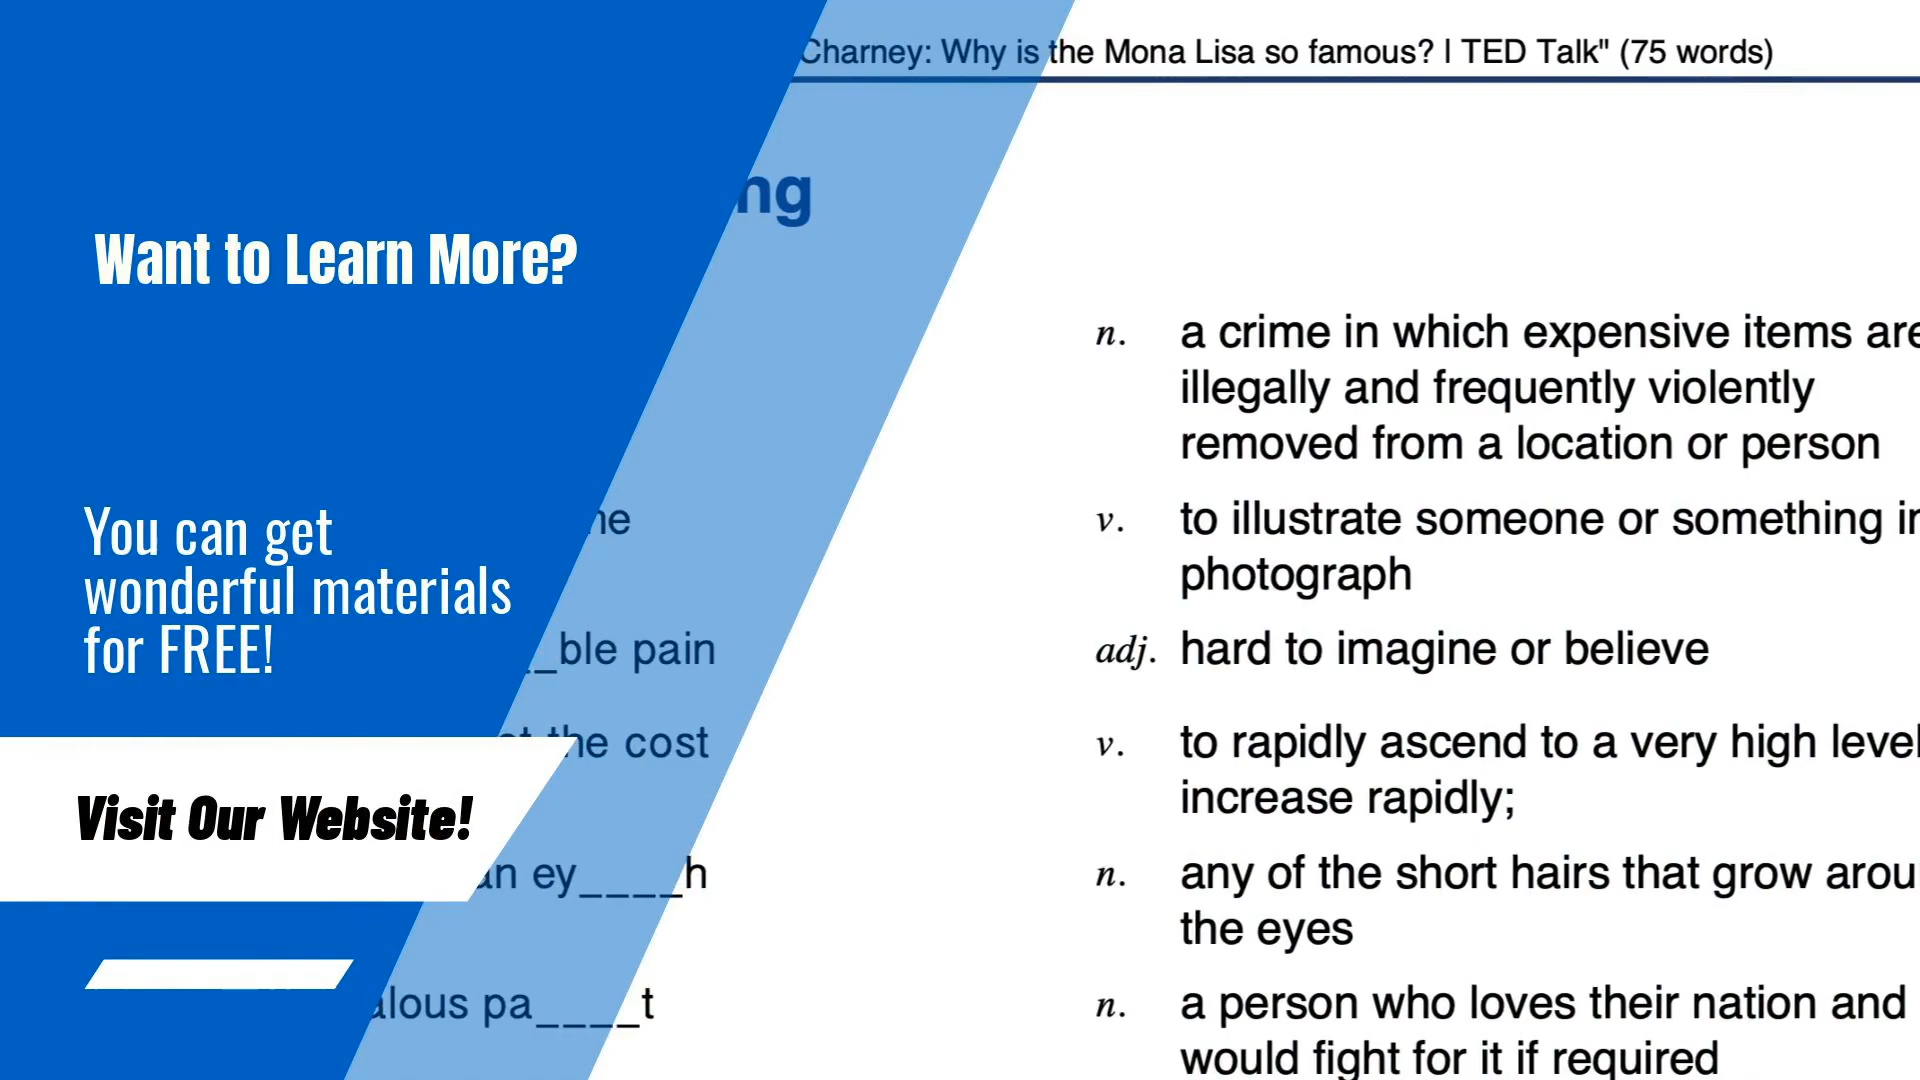 Charney: Why is the Mona Lisa so famous? | TED Talk" (75 words)
ng
Want to Learn More?
You can get
wonderful materials
for FREE!
Visit Our Website!
n. a crime in which expensive items are
illegally and frequently violently
removed from a location or person
v. to illustrate someone or something in
photograph
_ble pain
adj. hard to imagine or believe
the cost
v. to rapidly ascend to a very high level
increase rapidly;
an ey____h
n. any of the short hairs that grow arou
the eyes
alous pa____t
n. a person who loves their nation and
would fight for it if required